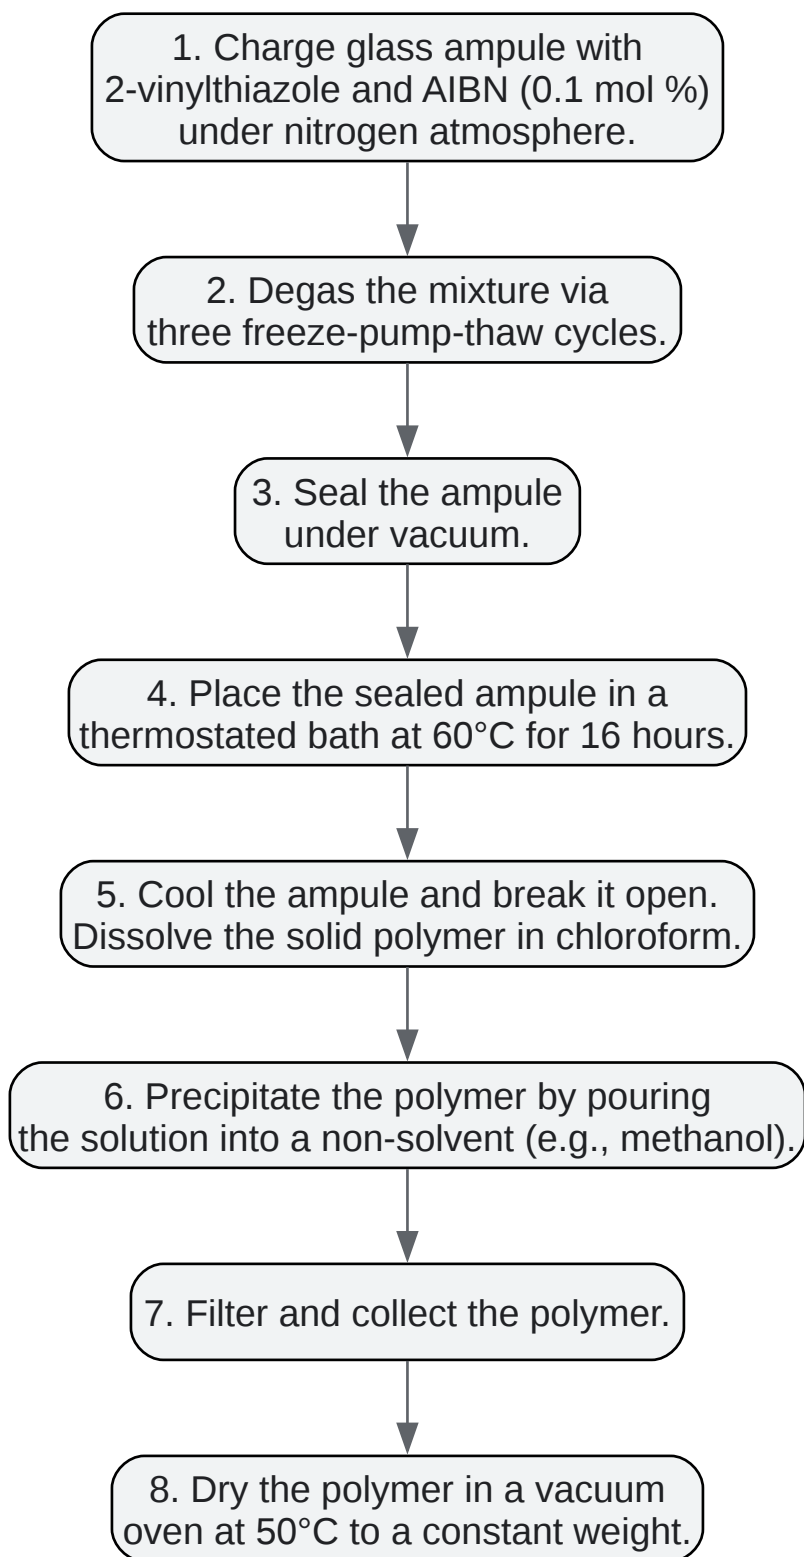 1. Charge glass ampule with
2-vinylthiazole and AIBN (0.1 mol %)
under nitrogen atmosphere.
2. Degas the mixture via
three freeze-pump-thaw cycles.
3. Seal the ampule
under vacuum.
4. Place the sealed ampule in a
thermostated bath at 60°C for 16 hours.
5. Cool the ampule and break it open.
Dissolve the solid polymer in chloroform.
6. Precipitate the polymer by pouring
the solution into a non-solvent (e.g., methanol).
7. Filter and collect the polymer.
8. Dry the polymer in a vacuum
oven at 50°C to a constant weight.